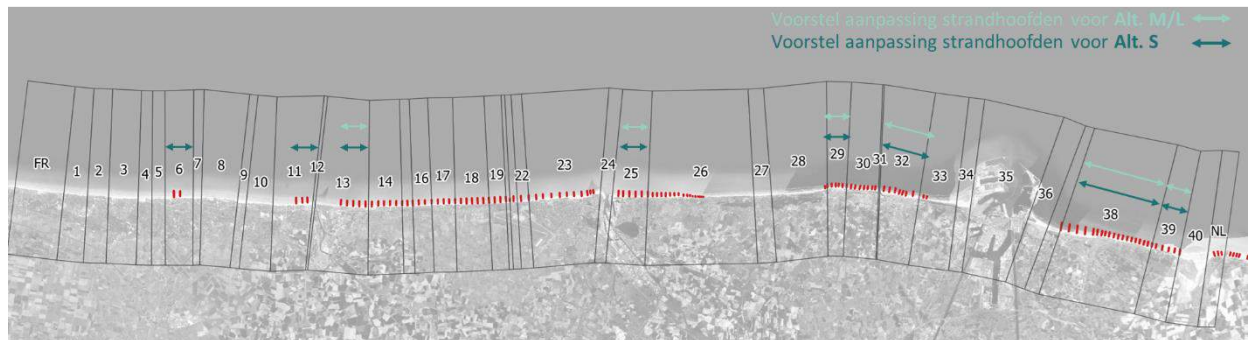 Voorstel aanpassing strandhoofden voor Alt. M/L
Voorstel aanpassing strandhoofden voor Alt. S
FR 1 2 3 4 5 6 7 8 9 10 11 12 13 14 16 17 18 19 22 23 24 25 26 27 28 29 30 31 32 33 34 35 36 38 39 40 NL